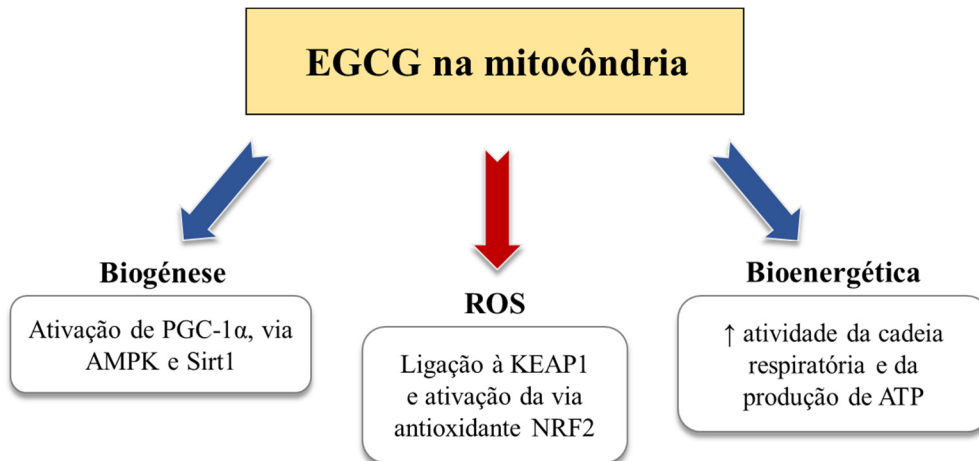 EGCG na mitocôndria
Biogénese
Ativação de PGC-1α, via
AMPK e Sirt1
ROS
Ligação à KEAP1
e ativação da via
antioxidante NRF2
Bioenergética
↑ atividade da cadeia
respiratória e da
produção de ATP